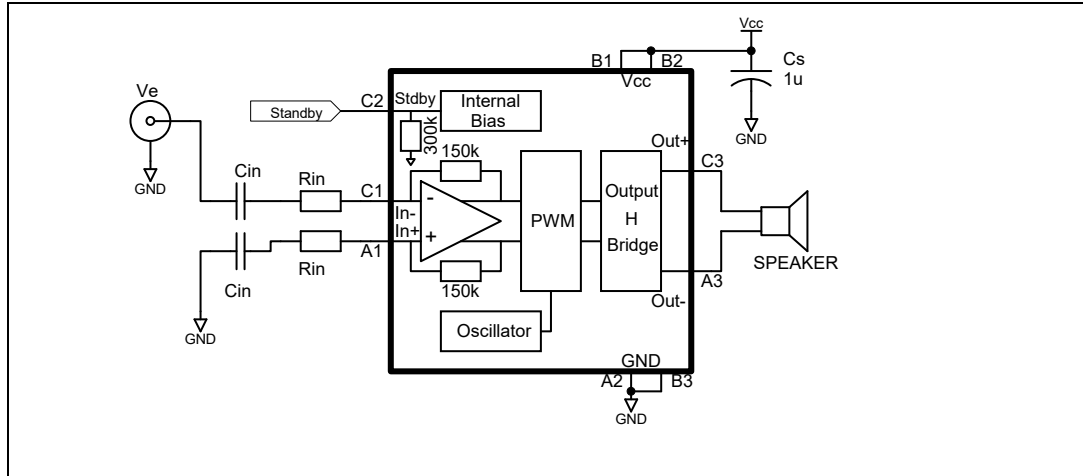 Vcc
B1
B2
Vcc
Cs
1u
GND
Ve
GND
Standby
C2
Stdby
300k
Internal
Bias
150k
Out+
C3
Cin
Rin
C1
In-
In+
-
+
A1
Cin
Rin
150k
PWM
Output
H
Bridge
SPEAKER
A3
Out-
Oscillator
GND
GND
A2
B3
GND